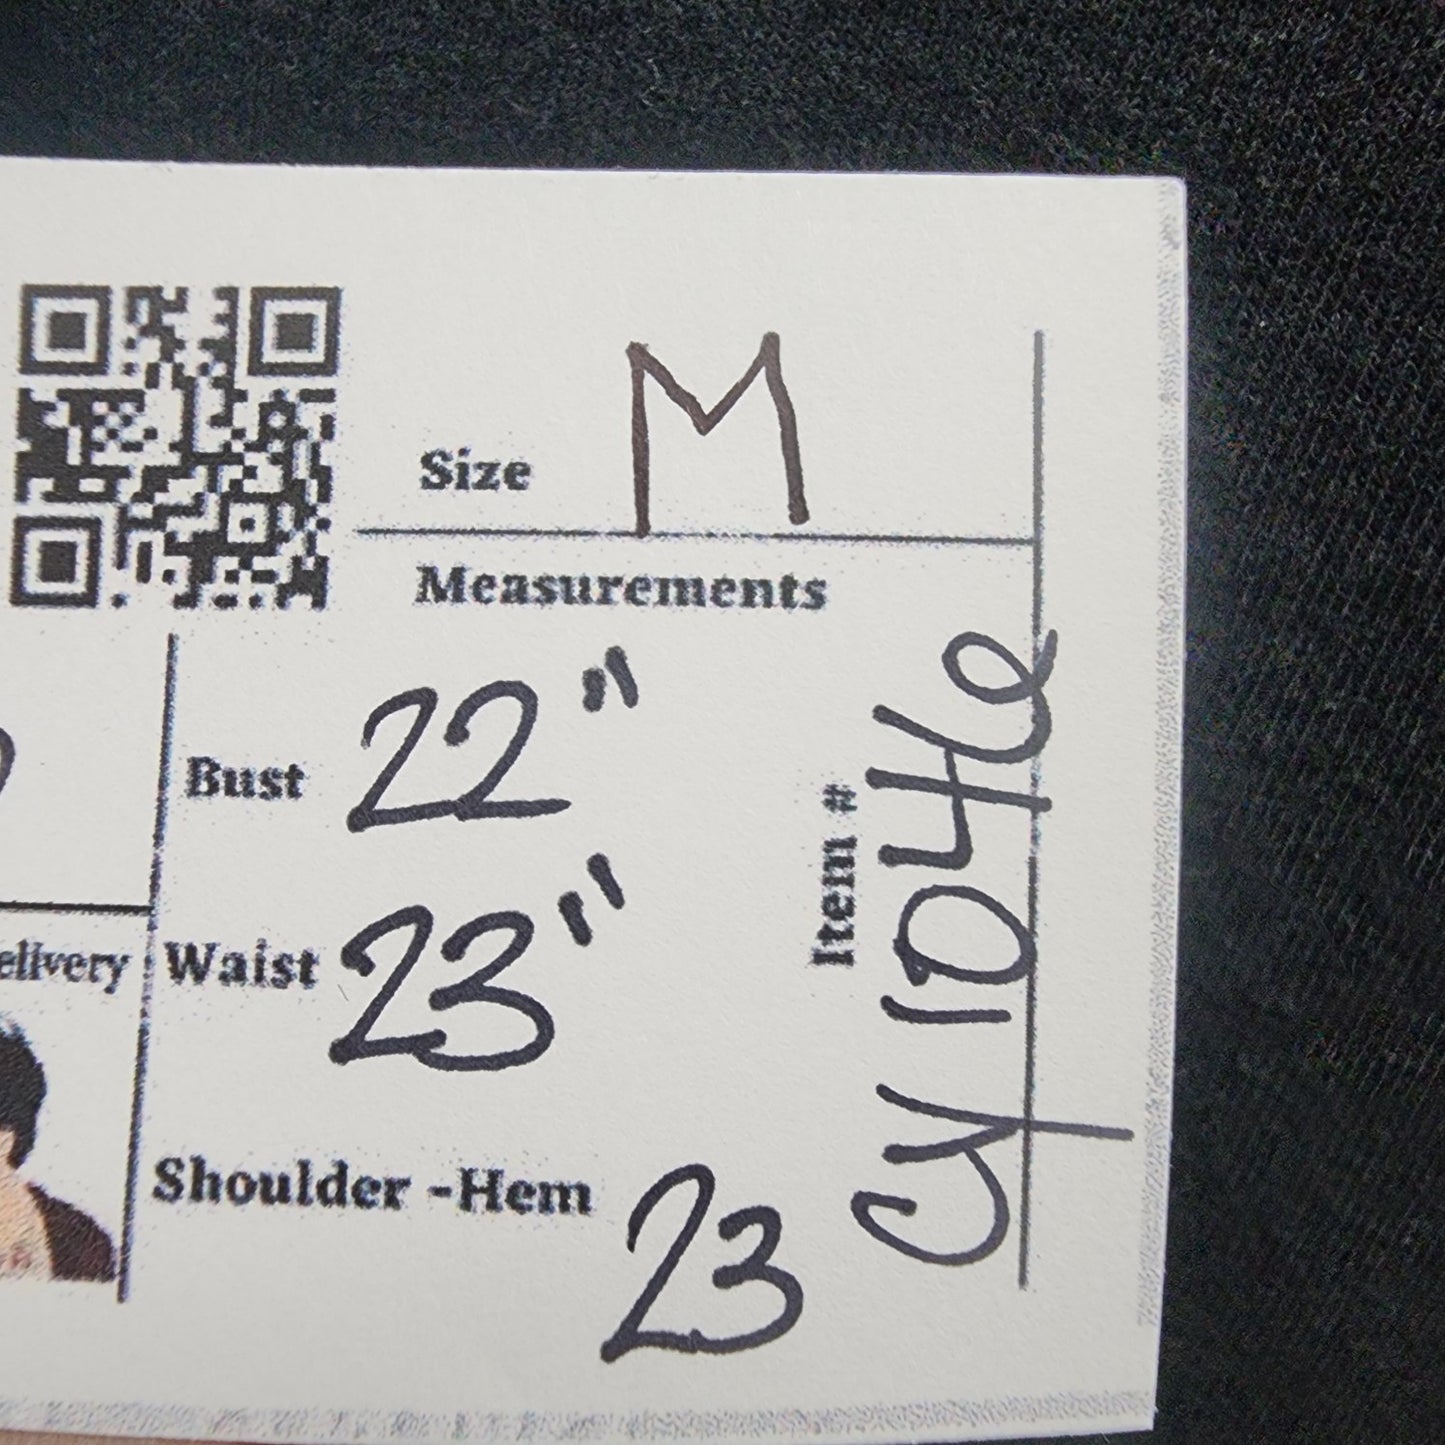 Size M
Measurements
Bust 22"
elivery
Waist 23"
Shoulder -Hem 23
Item # CY1046